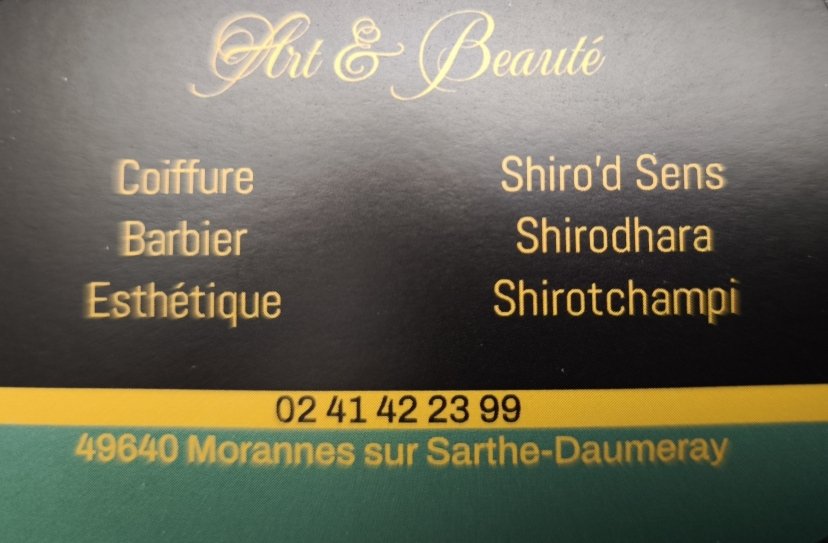 Art & Beauté
Coiffure
Barbier
Esthétique
Shiro'd Sens
Shirodhara
Shirotchampi
02 41 42 23 99
49640 Morannes sur Sarthe-Daumeray